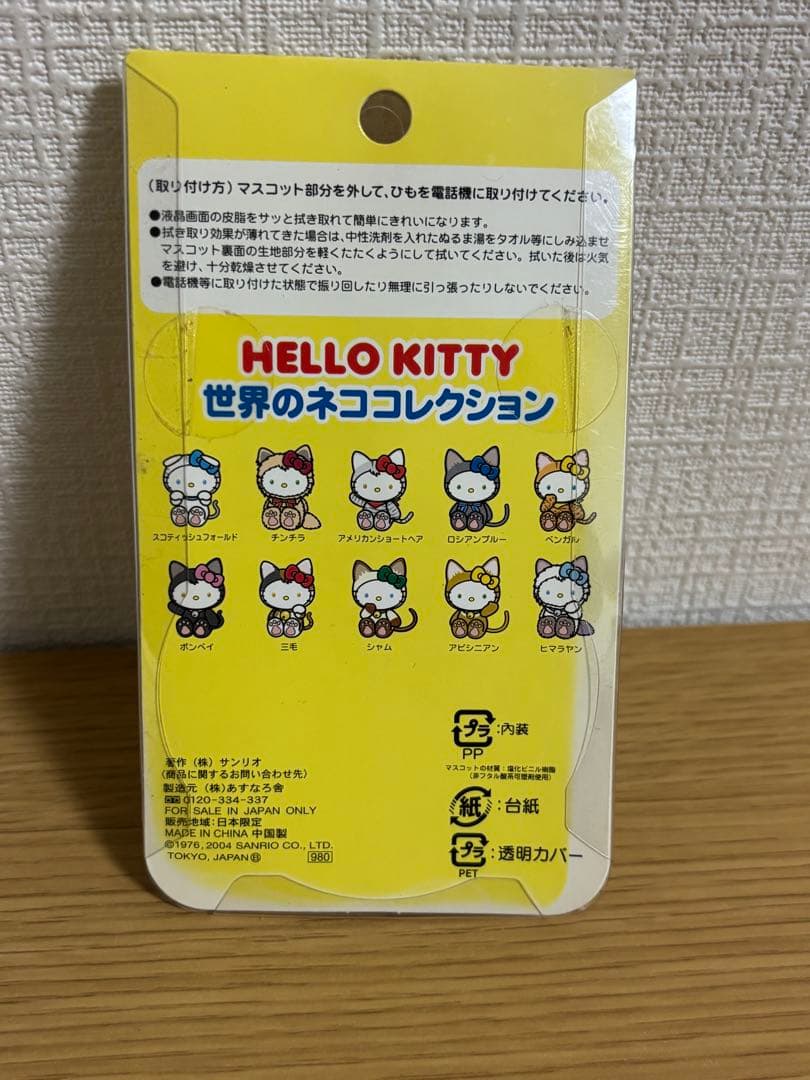 (取り付け方)マスコット部分を外して、ひもを電話機に取り付けてください。
●液晶画面の皮脂をサッと拭き取れて簡単にきれいになります。
●拭き取り効果が薄れてきた場合は、中性洗剤を入れたぬるま湯をタオル等にしみ込ませ
マスコット裏面の生地部分を軽くたたくようにして拭いてください。拭いた後は火気
を避け、十分乾燥させてください。
●電話機等に取り付けた状態で振り回したり無理に引っ張ったりしないでください。
HELLO KITTY
世界のネココレクション
スコティッシュフォールド チンチラ アメリカンショートヘア ロシアンブルー ベンガル
ボンベイ 三毛 シャム アビシニアン ヒマラヤン
プラ:内装
PP
マスコットの材質:塩化ビニル樹脂
(非フタル酸系可塑剤使用)
紙:台紙
プラ:透明カバー
PET
著作(株)サンリオ
(商品に関するお問い合わせ先)
製造元(株)あすなろ舎
0120-334-337
FOR SALE IN JAPAN ONLY
販売地域:日本限定
MADE IN CHINA 中国製
©1976, 2004 SANRIO CO., LTD.
TOKYO, JAPAN Ⓑ 980